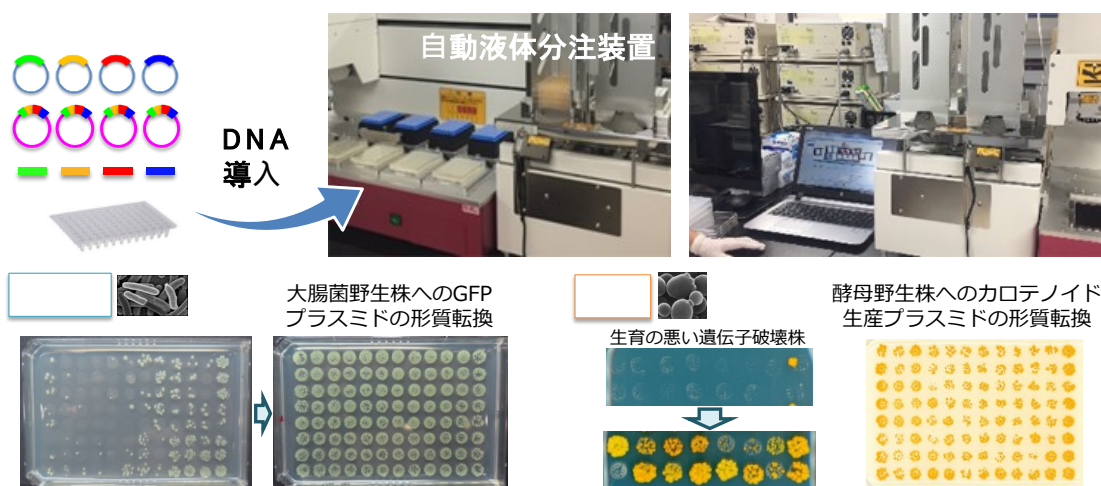 自動液体分注装置
DNA
導入
大腸菌野生株へのGFP
プラスミドの形質転換
生育の悪い遺伝子破壊株
酵母野生株へのカロテノイド
生産プラスミドの形質転換